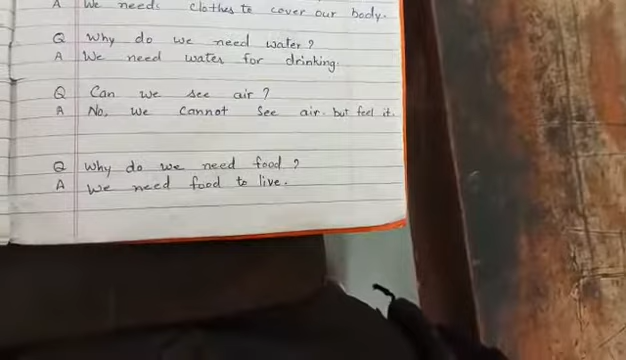 A We need clothes to cover our body.
Q Why do we need water?
A We need water for drinking.
Q Can we see air?
A No, we cannot see air. but feel it.
Q Why do we need food?
A We need food to live.